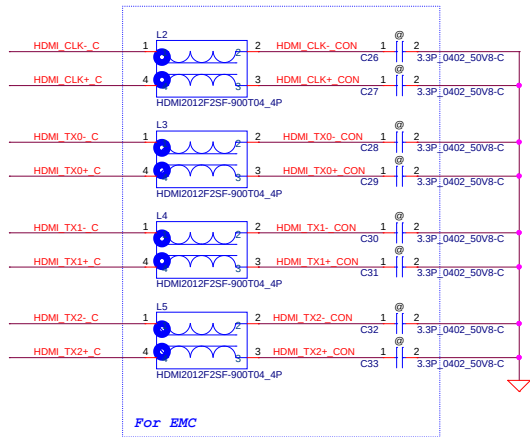 L2
@
HDMI_CLK-_C 1 2 2 HDMI_CLK-_CON 1 2
C26 3.3P_0402_50V8-C
@
HDMI_CLK+_C 4 3 3 HDMI_CLK+_CON 1 2
C27 3.3P_0402_50V8-C
HDMI2012F2SF-900T04_4P
L3
@
HDMI_TX0-_C 1 2 2 HDMI_TX0-_CON 1 2
C28 3.3P_0402_50V8-C
@
HDMI_TX0+_C 4 3 3 HDMI_TX0+_CON 1 2
C29 3.3P_0402_50V8-C
HDMI2012F2SF-900T04_4P
L4
@
HDMI_TX1-_C 1 2 2 HDMI_TX1-_CON 1 2
C30 3.3P_0402_50V8-C
@
HDMI_TX1+_C 4 3 3 HDMI_TX1+_CON 1 2
C31 3.3P_0402_50V8-C
HDMI2012F2SF-900T04_4P
L5
@
HDMI_TX2-_C 1 2 2 HDMI_TX2-_CON 1 2
C32 3.3P_0402_50V8-C
@
HDMI_TX2+_C 4 3 3 HDMI_TX2+_CON 1 2
C33 3.3P_0402_50V8-C
HDMI2012F2SF-900T04_4P
For EMC